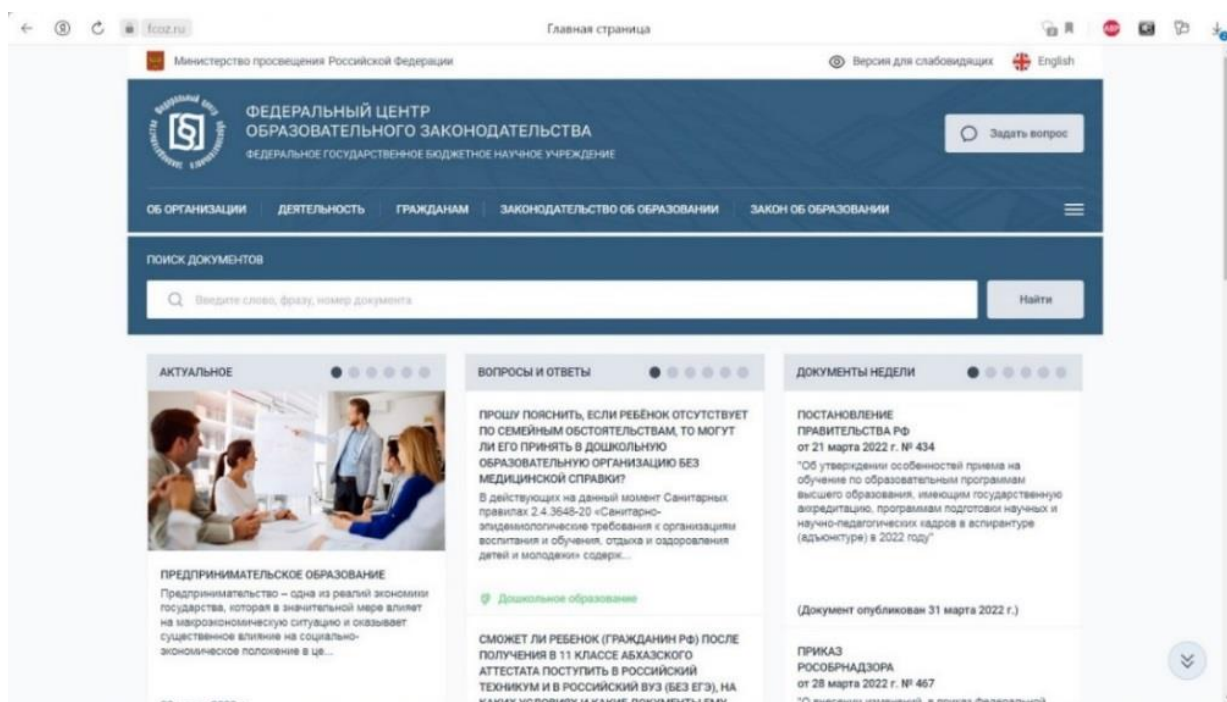 fcoz.ru
Главная страница
Министерство просвещения Российской Федерации
Версия для слабовидящих
English
ФЕДЕРАЛЬНЫЙ ЦЕНТР
ОБРАЗОВАТЕЛЬНОГО ЗАКОНОДАТЕЛЬСТВА
ФЕДЕРАЛЬНОЕ ГОСУДАРСТВЕННОЕ БЮДЖЕТНОЕ НАУЧНОЕ УЧРЕЖДЕНИЕ
Задать вопрос
ОБ ОРГАНИЗАЦИИ
ДЕЯТЕЛЬНОСТЬ
ГРАЖДАНАМ
ЗАКОНОДАТЕЛЬСТВО ОБ ОБРАЗОВАНИИ
ЗАКОН ОБ ОБРАЗОВАНИИ
ПОИСК ДОКУМЕНТОВ
Введите слово, фразу, номер документа
Найти
АКТУАЛЬНОЕ
ПРЕДПРИНИМАТЕЛЬСКОЕ ОБРАЗОВАНИЕ
Предпринимательство – одна из реалий экономики
государства, которая в значительной мере влияет
на макроэкономическую ситуацию и оказывает
существенное влияние на социально-
экономическое положение в це...
ВОПРОСЫ И ОТВЕТЫ
ПРОШУ ПОЯСНИТЬ, ЕСЛИ РЕБЁНОК ОТСУТСТВУЕТ
ПО СЕМЕЙНЫМ ОБСТОЯТЕЛЬСТВАМ, ТО МОГУТ
ЛИ ЕГО ПРИНЯТЬ В ДОШКОЛЬНУЮ
ОБРАЗОВАТЕЛЬНУЮ ОРГАНИЗАЦИЮ БЕЗ
МЕДИЦИНСКОЙ СПРАВКИ?
В действующих на данный момент Санитарных
правилах 2.4.3648-20 «Санитарно-
эпидемиологические требования к организациям
воспитания и обучения, отдыха и оздоровления
детей и молодежи» содерж...
Дошкольное образование
СМОЖЕТ ЛИ РЕБЕНОК (ГРАЖДАНИН РФ) ПОСЛЕ
ПОЛУЧЕНИЯ В 11 КЛАССЕ АБХАЗСКОГО
АТТЕСТАТА ПОСТУПИТЬ В РОССИЙСКИЙ
ТЕХНИКУМ И В РОССИЙСКИЙ ВУЗ (БЕЗ ЕГЭ), НА
КАКИХ УСЛОВИЯХ И КАКИЕ ДОКУМЕНТЫ ЕМУ
ДОКУМЕНТЫ НЕДЕЛИ
ПОСТАНОВЛЕНИЕ
ПРАВИТЕЛЬСТВА РФ
от 21 марта 2022 г. № 434
"Об утверждении особенностей приема на
обучение по образовательным программам
высшего образования, имеющим государственную
аккредитацию, программам подготовки научных и
научно-педагогических кадров в аспирантуре
(адъюнктуре) в 2022 году"
(Документ опубликован 31 марта 2022 г.)
ПРИКАЗ
РОСОБРНАДЗОРА
от 28 марта 2022 г. № 467
"О внесении изменений в приказ Федеральной